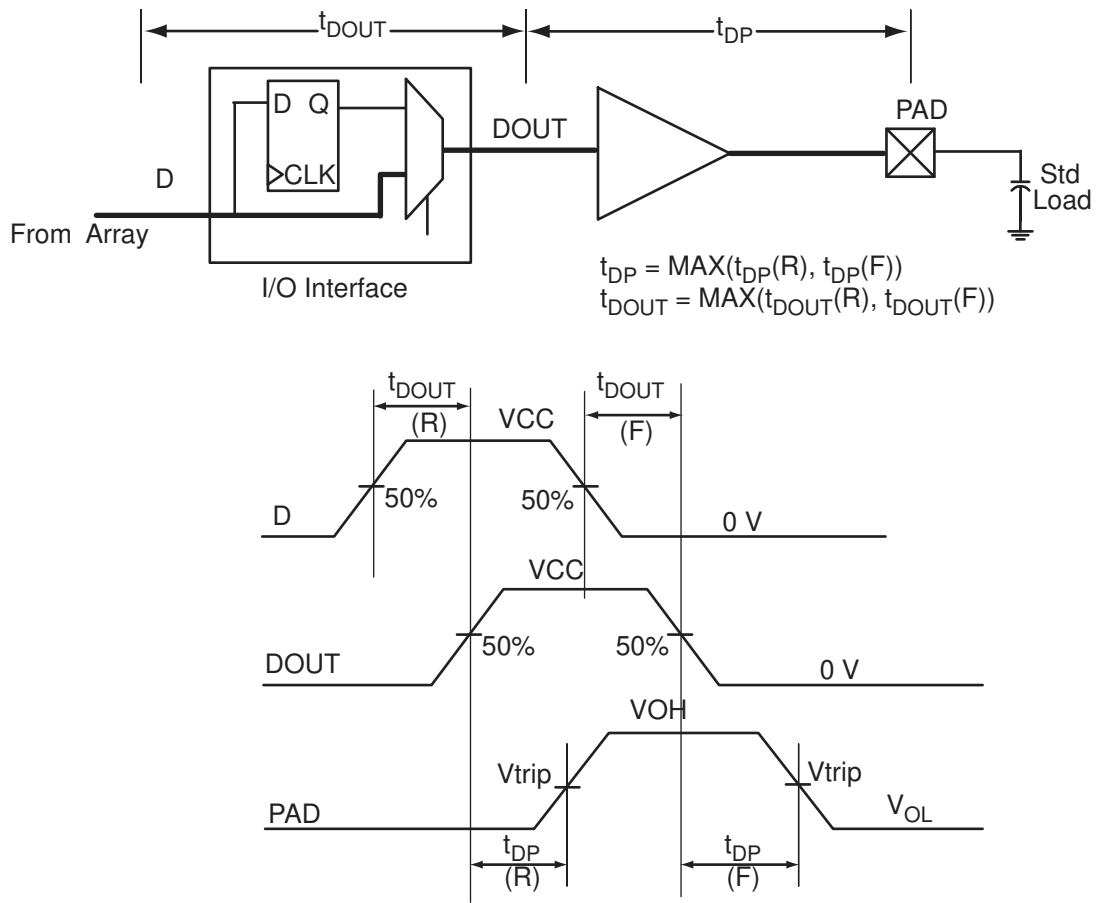 tDOUT
tDP
D Q
CLK
D
From Array
I/O Interface
DOUT
PAD
Std
Load
tDP = MAX(tDP(R), tDP(F))
tDOUT = MAX(tDOUT(R), tDOUT(F))
tDOUT
(R)
VCC
tDOUT
(F)
50%
50%
D
0 V
VCC
50%
50%
DOUT
0 V
VOH
Vtrip
Vtrip
PAD
VOL
tDP
(R)
tDP
(F)